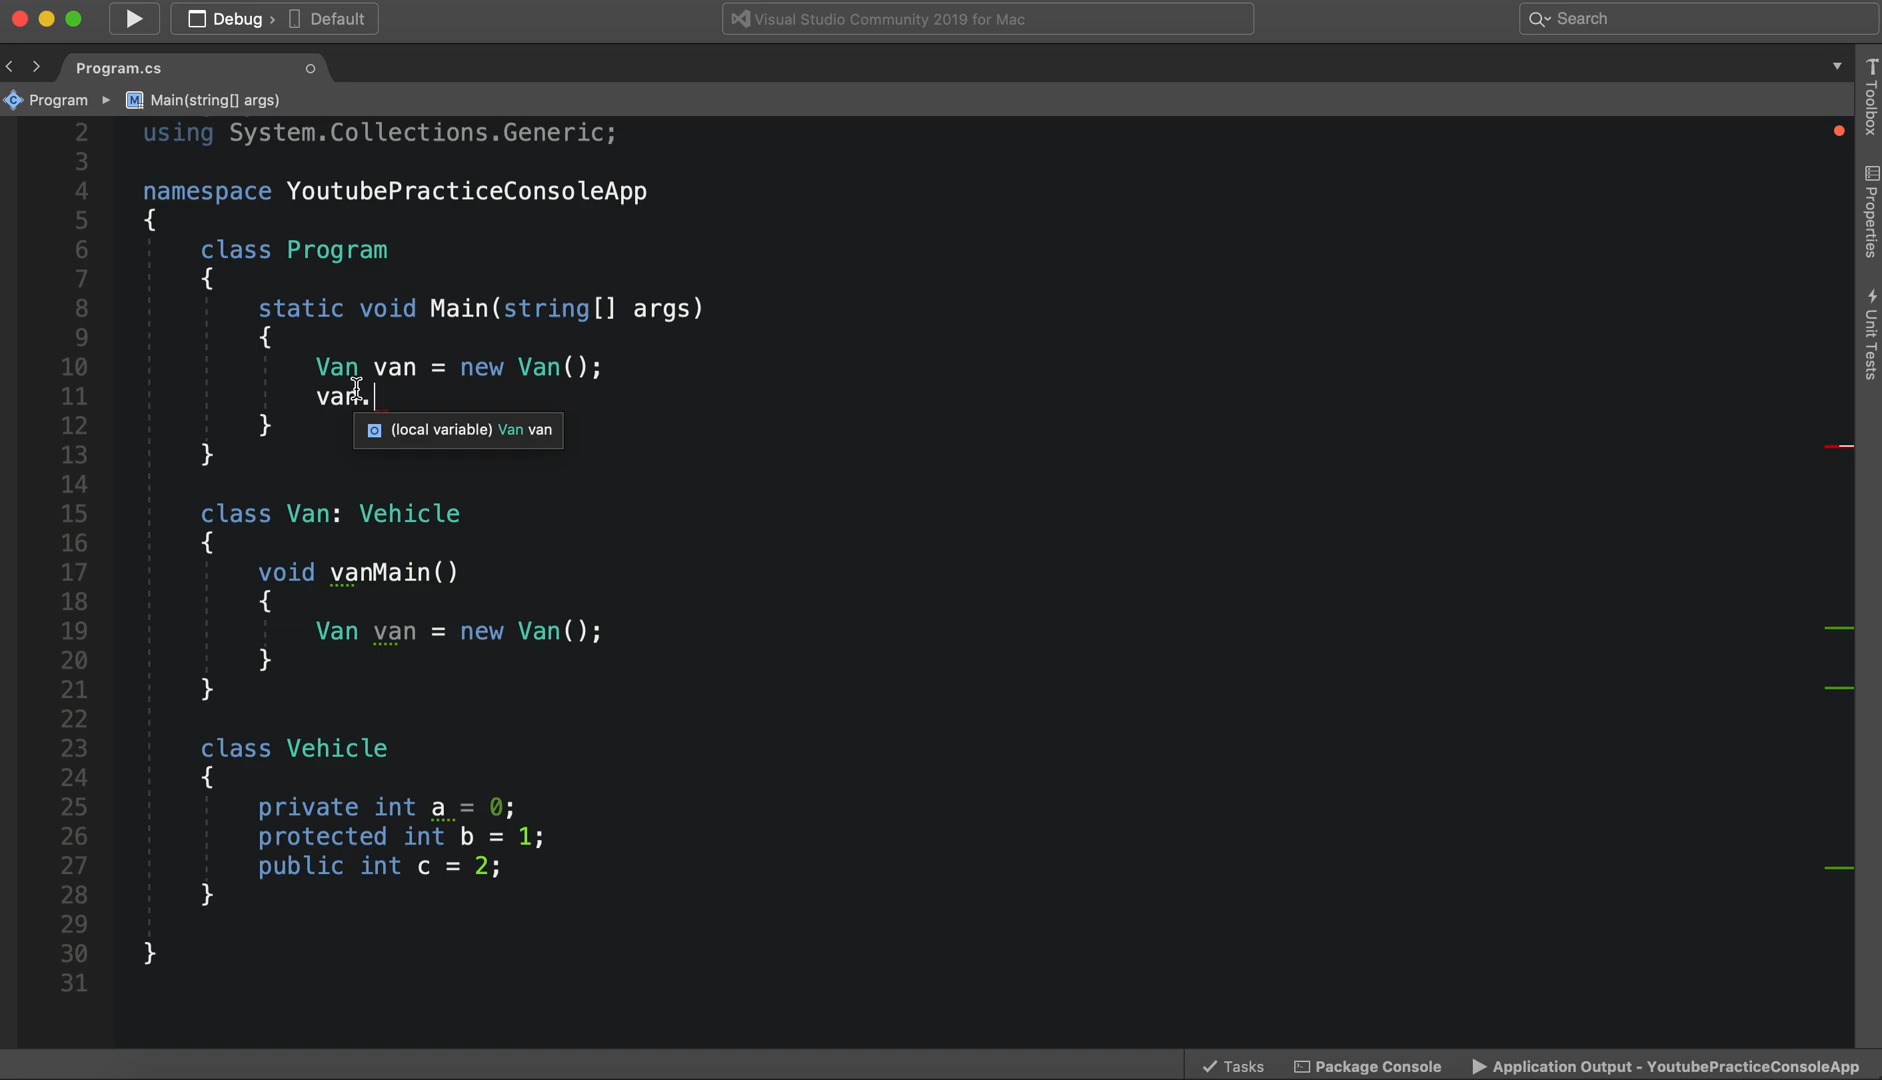 Debug › Default
Visual Studio Community 2019 for Mac
Search
Program.cs
Program
M Main(string[] args)
2 using System.Collections.Generic;
3
4 namespace YoutubePracticeConsoleApp
5 {
6 class Program
7 {
8 static void Main(string[] args)
9 {
10 Van van = new Van();
11 van.
12 }
(local variable) Van van
13 }
14
15 class Van: Vehicle
16 {
17 void vanMain()
18 {
19 Van van = new Van();
20 }
21 }
22
23 class Vehicle
24 {
25 private int a = 0;
26 protected int b = 1;
27 public int c = 2;
28 }
29
30 }
31
Toolbox
Properties
Unit Tests
Tasks
Package Console
Application Output - YoutubePracticeConsoleApp